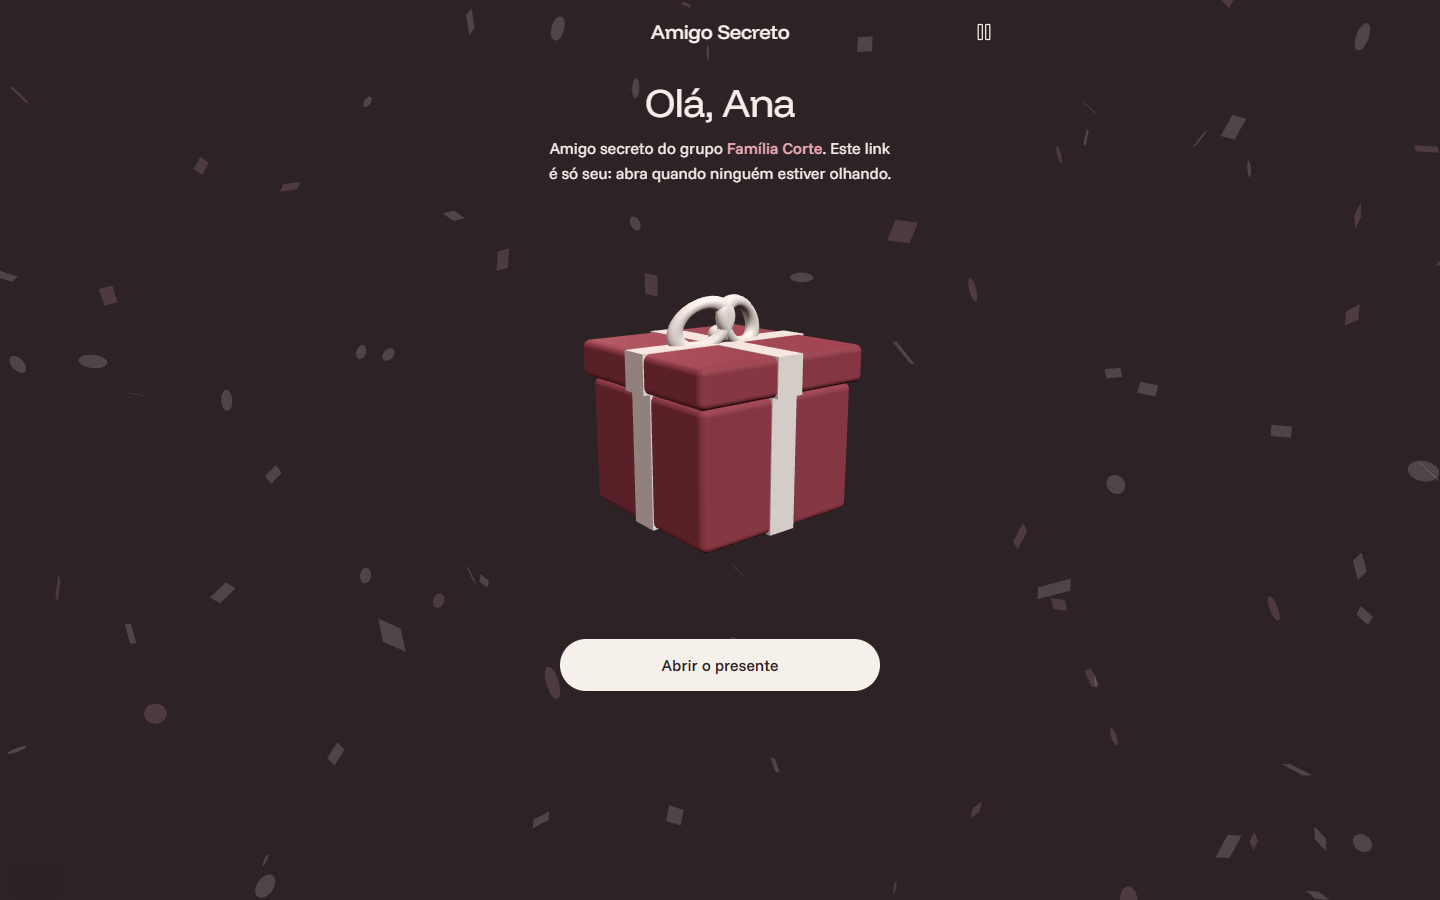 Amigo Secreto
Olá, Ana
Amigo secreto do grupo Família Corte. Este link
é só seu: abra quando ninguém estiver olhando.
Abrir o presente